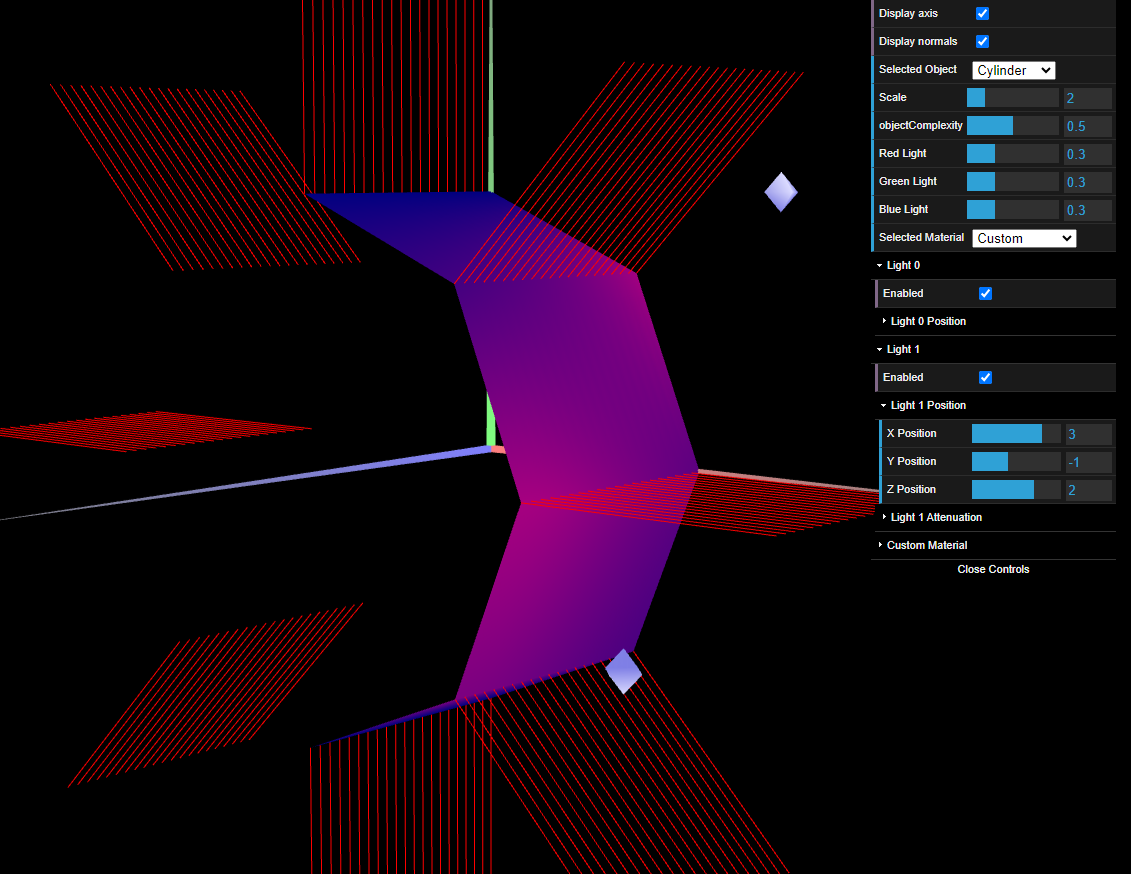 Display axis
Display normals
Selected Object Cylinder
Scale 2
objectComplexity 0.5
Red Light 0.3
Green Light 0.3
Blue Light 0.3
Selected Material Custom
Light 0
Enabled
Light 0 Position
Light 1
Enabled
Light 1 Position
X Position 3
Y Position -1
Z Position 2
Light 1 Attenuation
Custom Material
Close Controls